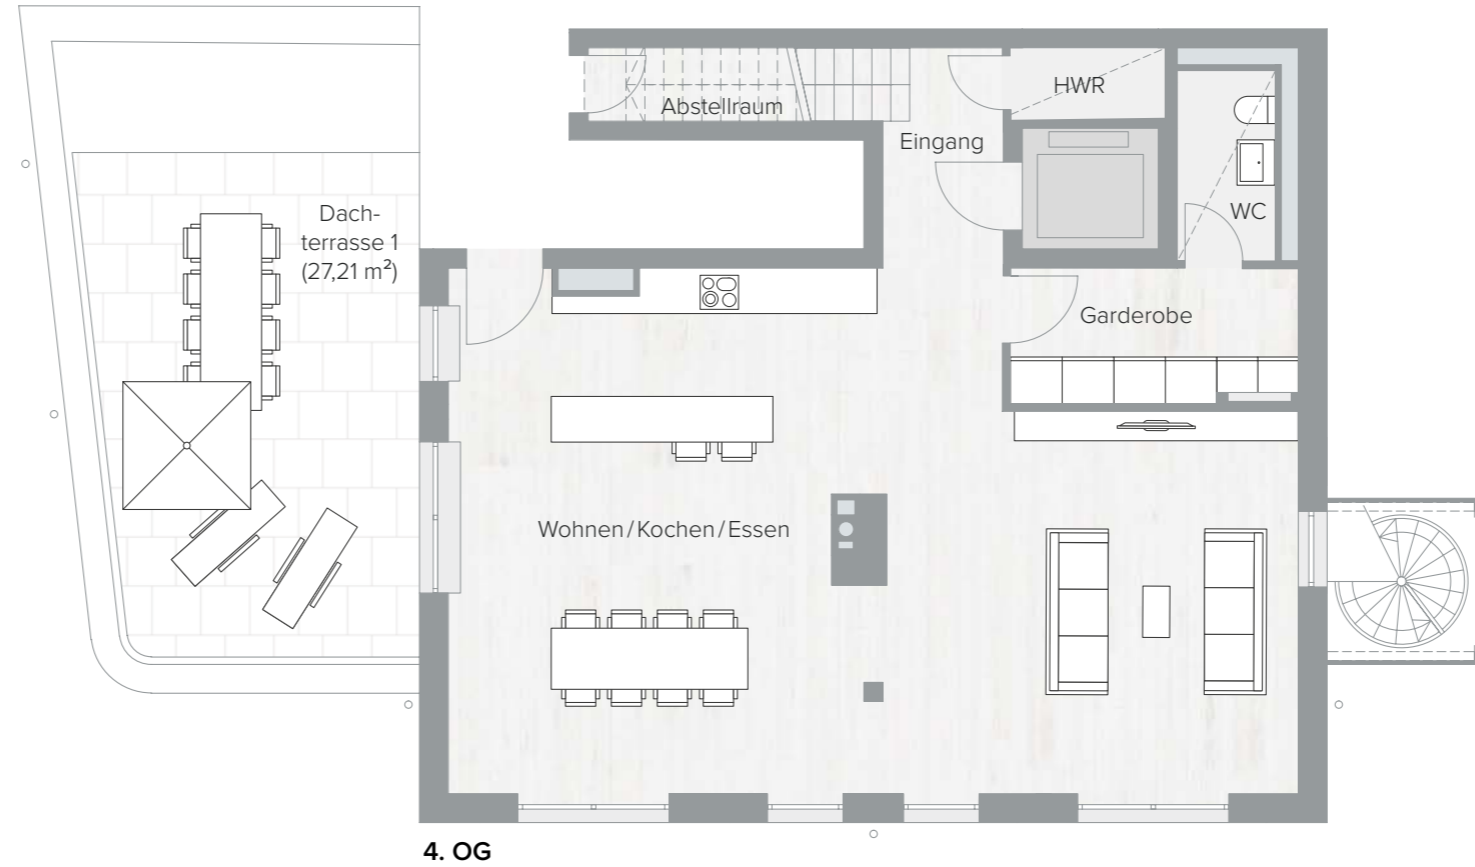 HWR
Abstellraum
Eingang
WC
Dach-
terrasse 1
(27,21 m²)
Garderobe
Wohnen/Kochen/Essen
4. OG